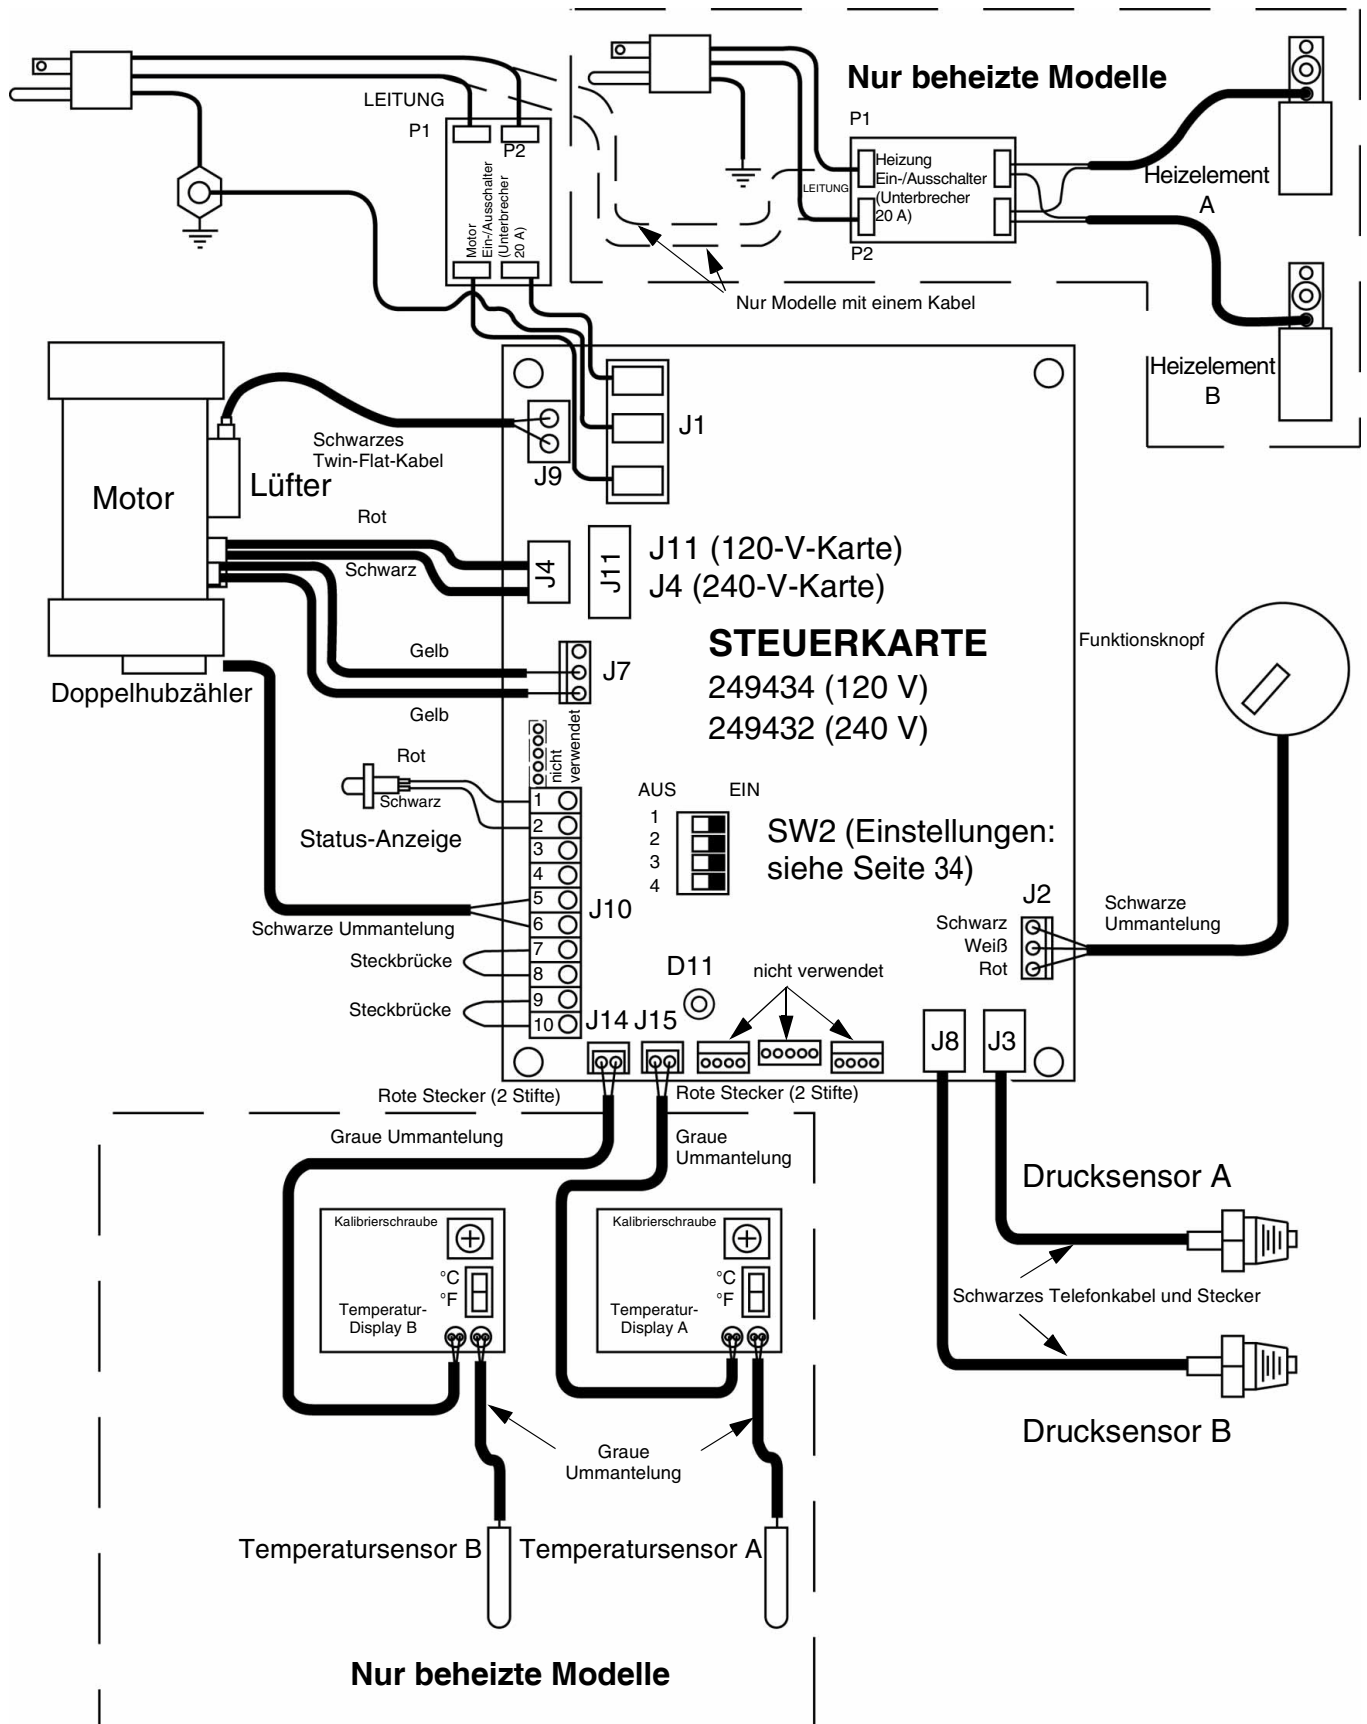 Nur beheizte Modelle
LEITUNG
P1
P2
Motor
Ein-/Ausschalter
(Unterbrecher
20 A)
P1
Heizung
Ein-/Ausschalter
(Unterbrecher
20 A)
LEITUNG
P2
Heizelement
A
Nur Modelle mit einem Kabel
Heizelement
B
Schwarzes
Twin-Flat-Kabel
J9
J1
Motor
Lüfter
Rot
Schwarz
J4
J11
J11 (120-V-Karte)
J4 (240-V-Karte)
STEUERKARTE
249434 (120 V)
249432 (240 V)
Funktionsknopf
Gelb
J7
Doppelhubzähler
Gelb
nicht
verwendet
Rot
Schwarz
Status-Anzeige
1
2
3
4
5
6
7
8
9
10
J10
AUS
EIN
1
2
3
4
SW2 (Einstellungen:
siehe Seite 34)
J2
Schwarz
Weiß
Rot
Schwarze
Ummantelung
Schwarze Ummantelung
Steckbrücke
Steckbrücke
D11
nicht verwendet
J14
J15
J8
J3
Rote Stecker (2 Stifte)
Rote Stecker (2 Stifte)
Graue Ummantelung
Graue
Ummantelung
Drucksensor A
Kalibrierschraube
°C
°F
Temperatur-
Display B
Kalibrierschraube
°C
°F
Temperatur-
Display A
Schwarzes Telefonkabel und Stecker
Drucksensor B
Graue
Ummantelung
Temperatursensor B
Temperatursensor A
Nur beheizte Modelle